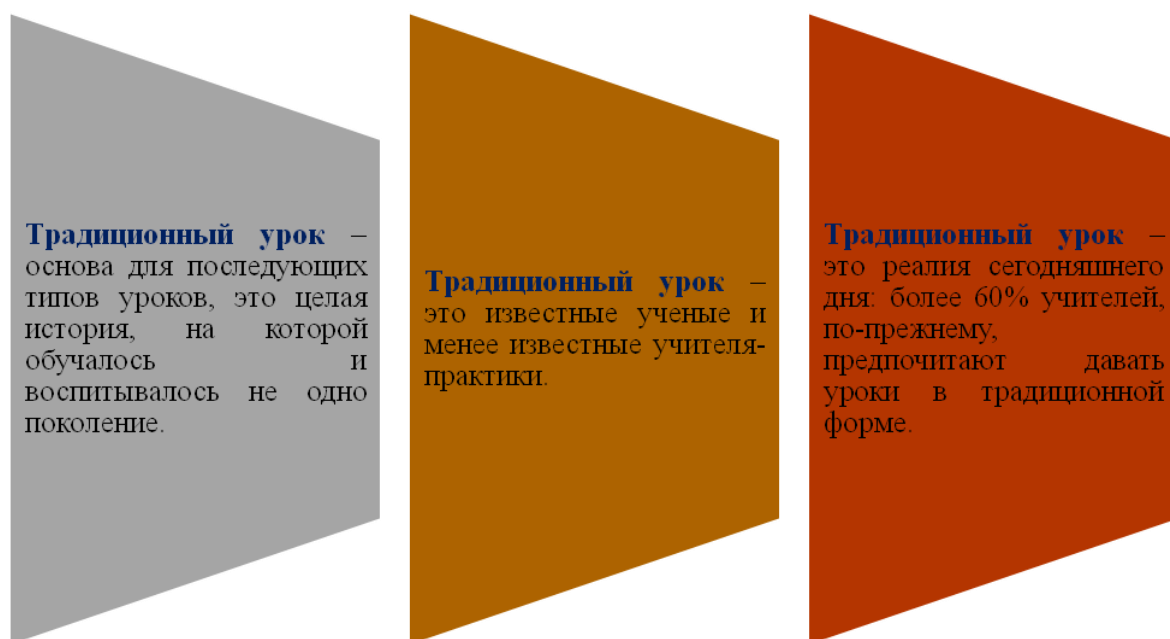 Традиционный урок –
основа для последующих
типов уроков, это целая
история, на которой
обучалось и
воспитывалось не одно
поколение.
Традиционный урок –
это известные ученые и
менее известные учителя-
практики.
Традиционный урок –
это реалия сегодняшнего
дня: более 60% учителей,
по-прежнему,
предпочитают давать
уроки в традиционной
форме.